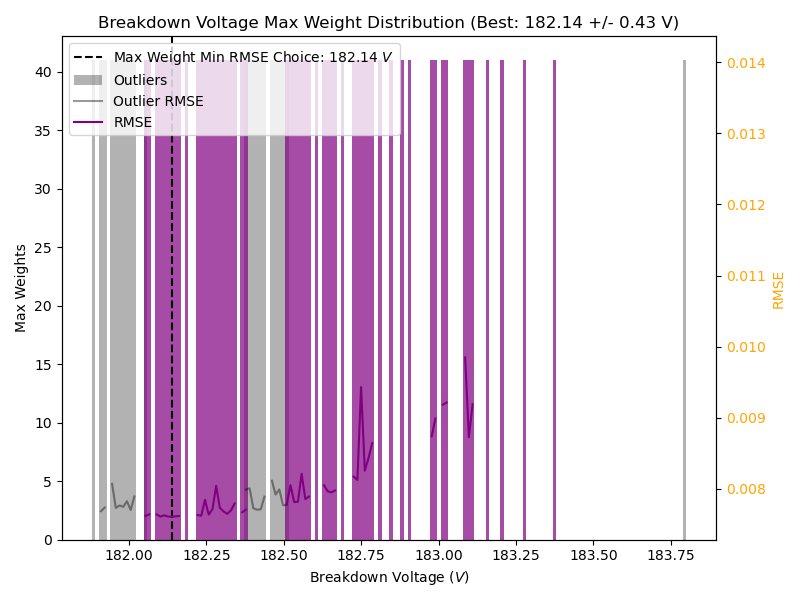 Breakdown Voltage Max Weight Distribution (Best: 182.14 +/- 0.43 V)
Max Weight Min RMSE Choice: 182.14 V
Outliers
Outlier RMSE
RMSE
Max Weights
40
35
30
25
20
15
10
5
0
0.014
0.013
0.012
0.011
0.010
0.009
0.008
RMSE
182.00 182.25 182.50 182.75 183.00 183.25 183.50 183.75
Breakdown Voltage (V)